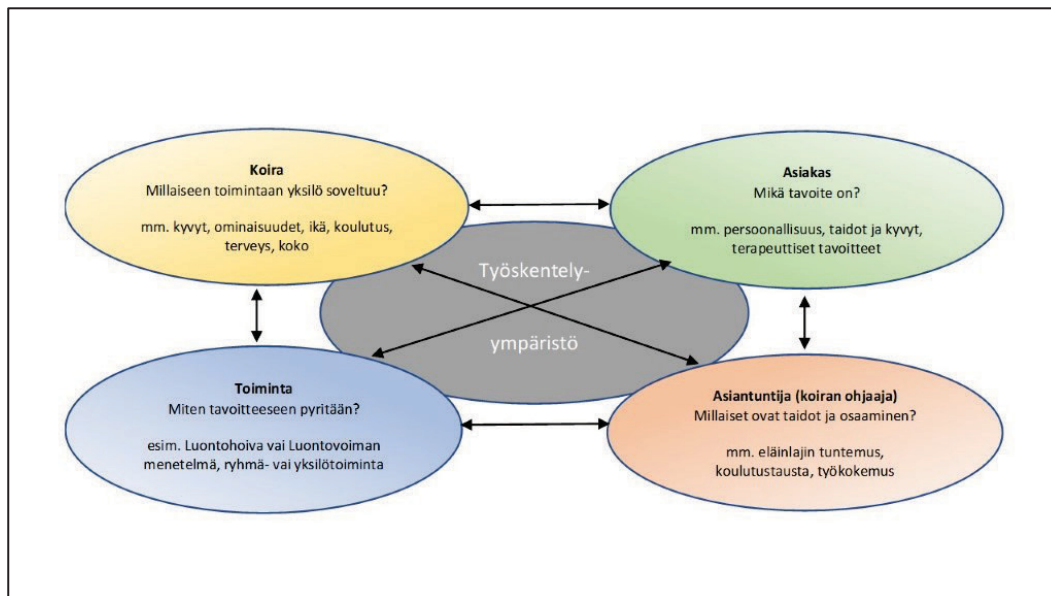 Koira
Millaiseen toimintaan yksilö soveltuu?
mm. kyvyt, ominaisuudet, ikä, koulutus,
terveys, koko
Asiakas
Mikä tavoite on?
mm. persoonallisuus, taidot ja kyvyt,
terapeuttiset tavoitteet
Työskentely-
ympäristö
Toiminta
Miten tavoitteeseen pyritään?
esim. Luontohoiva vai Luontovoiman
menetelmä, ryhmä- vai yksilötoiminta
Asiantuntija (koiran ohjaaja)
Millaiset ovat taidot ja osaaminen?
mm. eläinlajin tuntemus,
koulutustausta, työkokemus